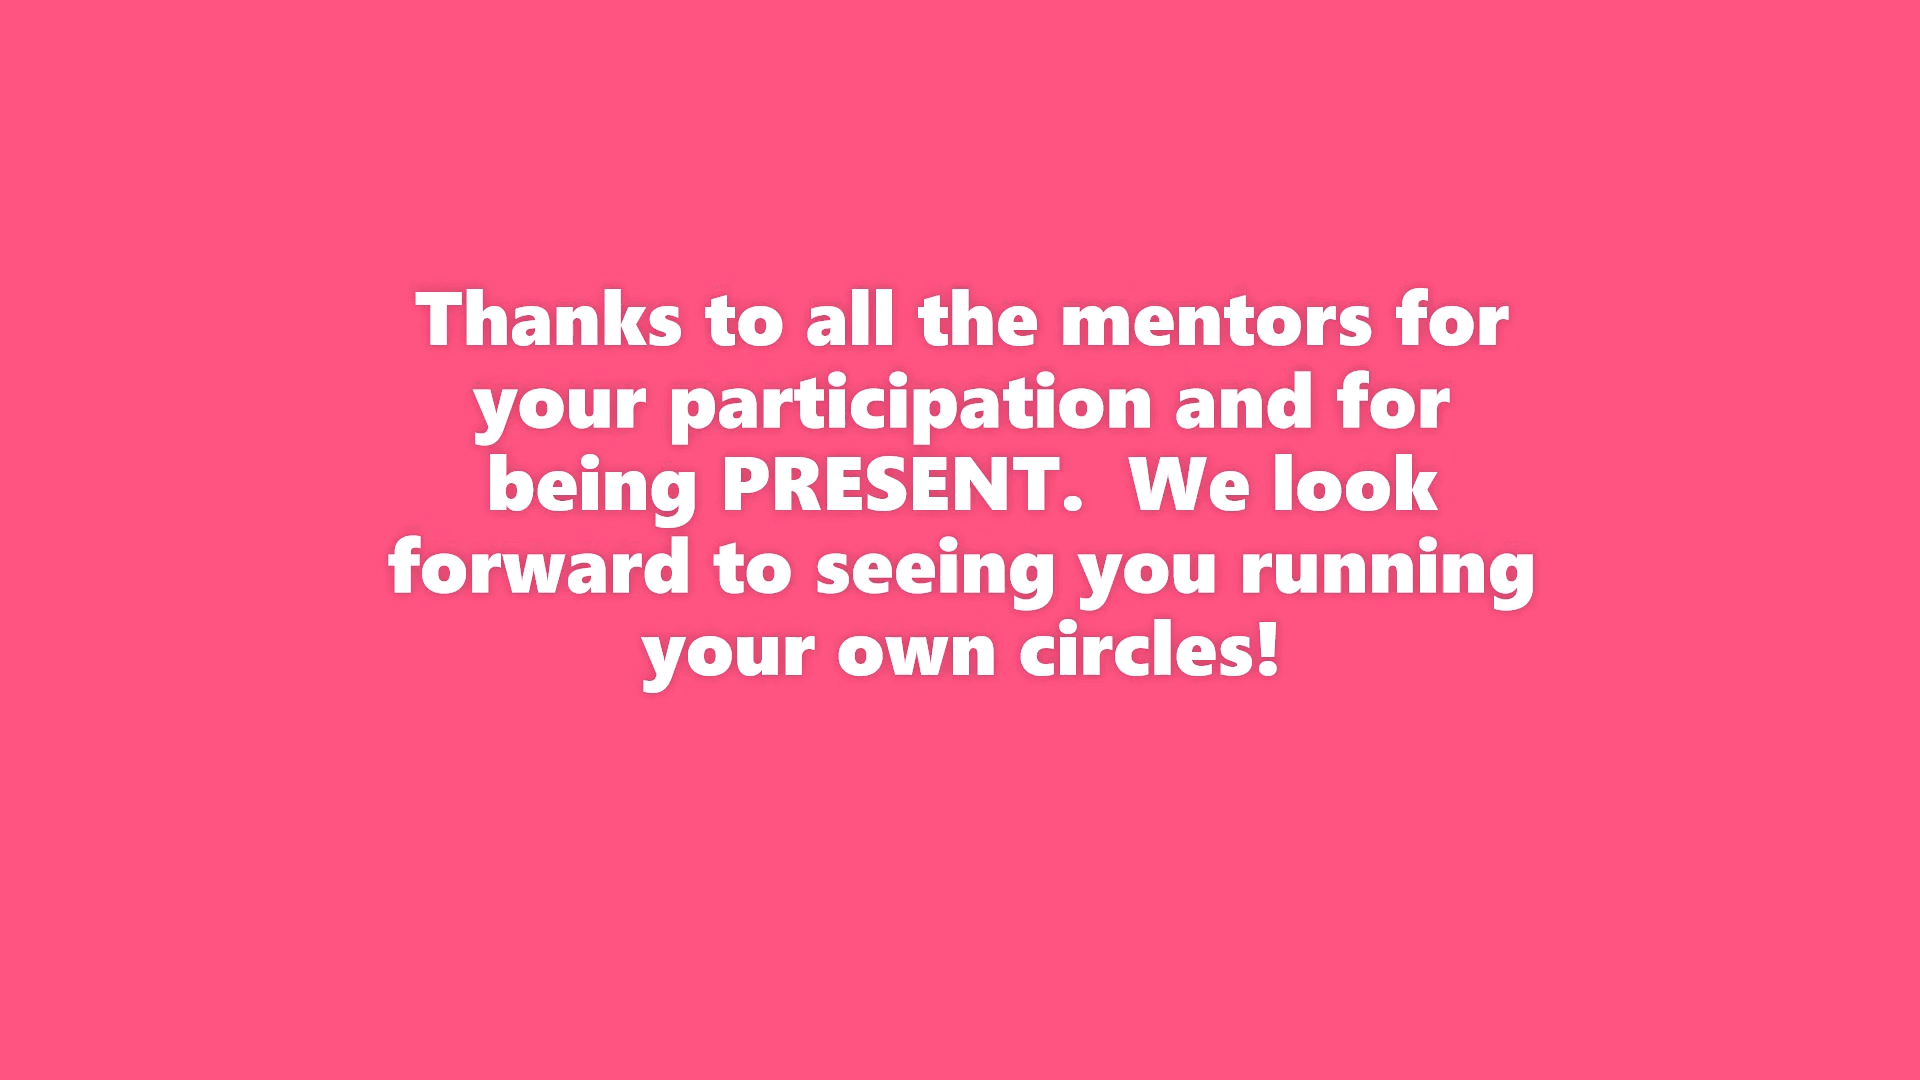 Thanks to all the mentors for
your participation and for
being PRESENT.  We look
forward to seeing you running
your own circles!